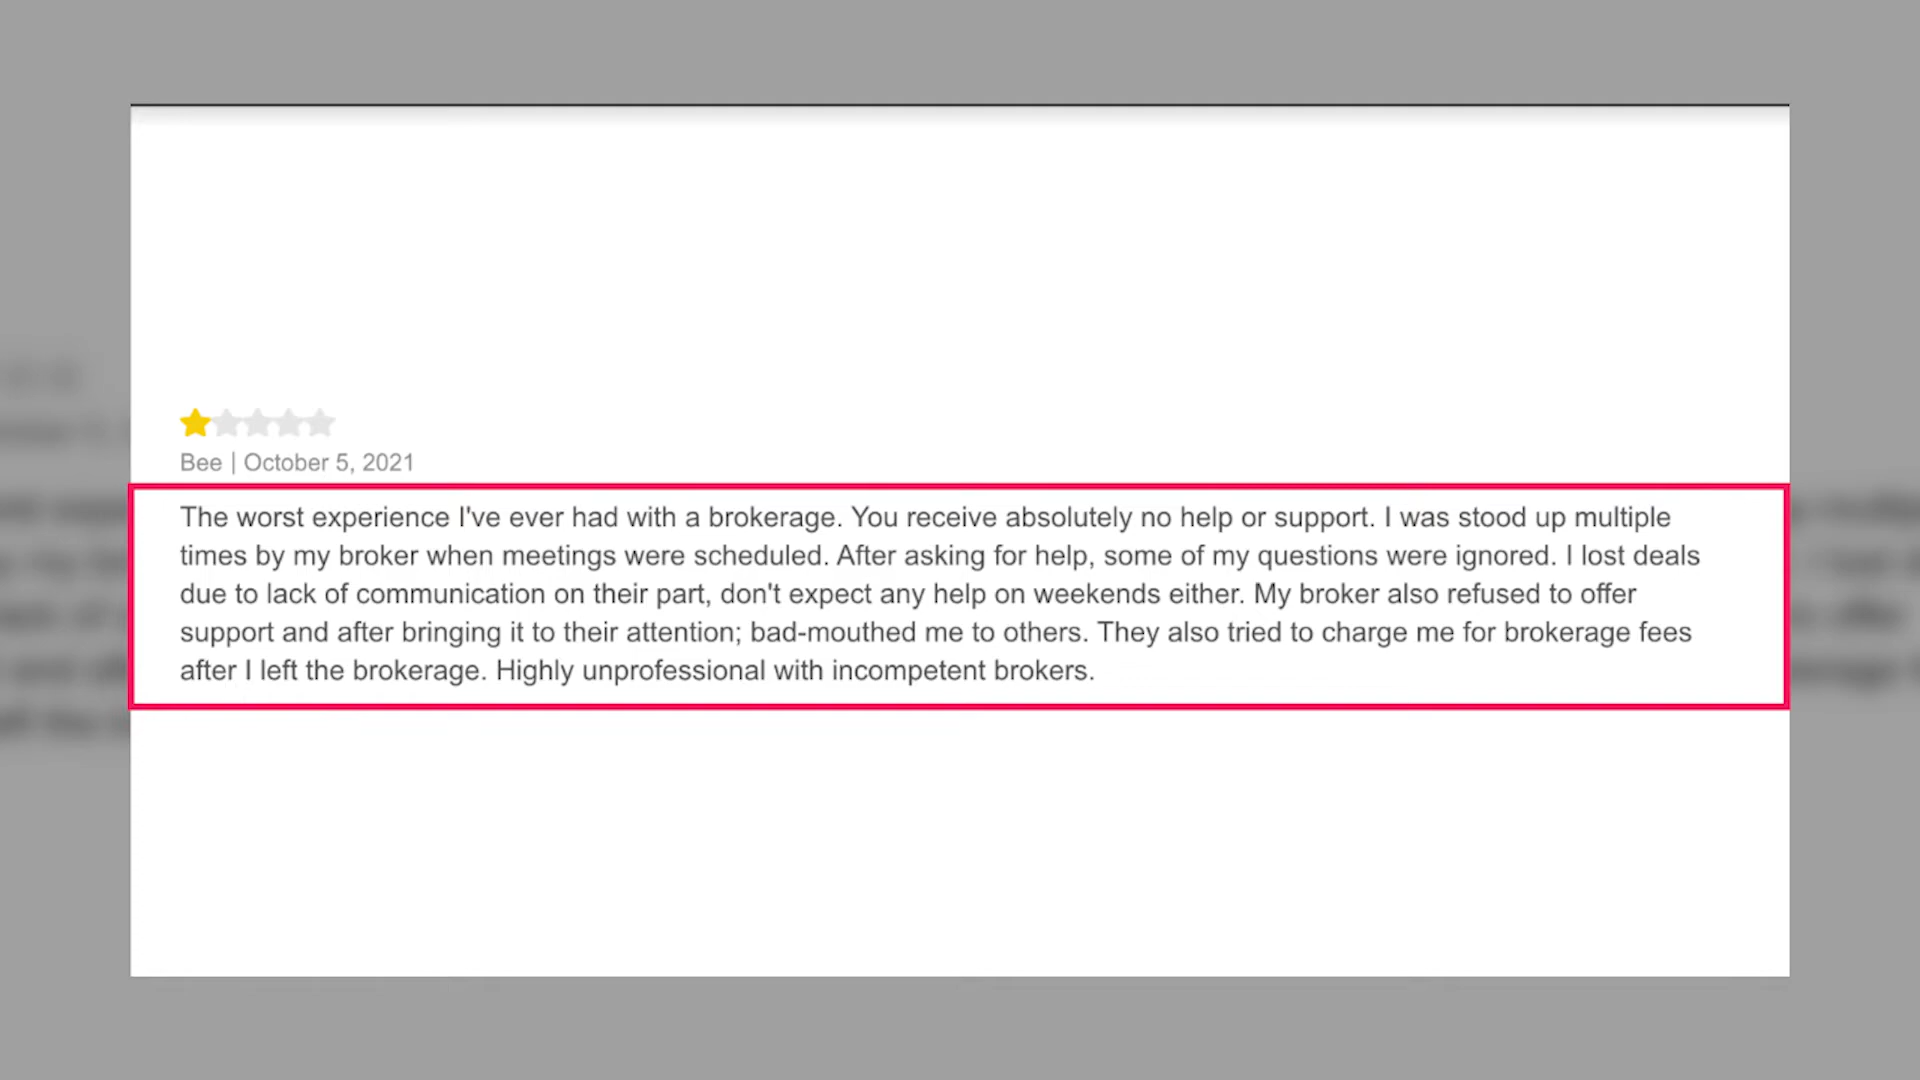 Bee | October 5, 2021
The worst experience I've ever had with a brokerage. You receive absolutely no help or support. I was stood up multiple
times by my broker when meetings were scheduled. After asking for help, some of my questions were ignored. I lost deals
due to lack of communication on their part, don't expect any help on weekends either. My broker also refused to offer
support and after bringing it to their attention; bad-mouthed me to others. They also tried to charge me for brokerage fees
after I left the brokerage. Highly unprofessional with incompetent brokers.